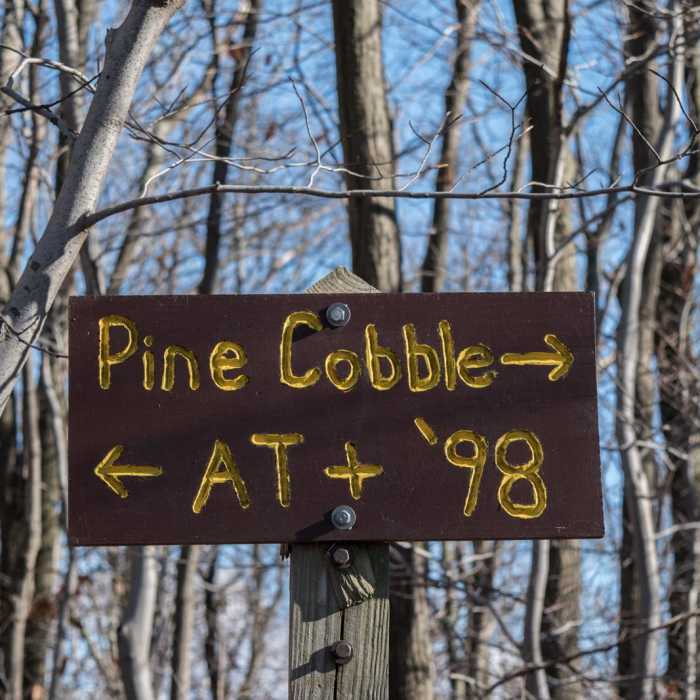 Pine Cobble →
← AT + `98